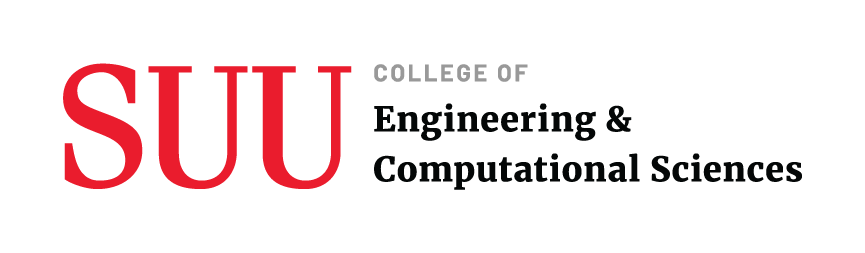 SUU
COLLEGE OF
Engineering &
Computational Sciences